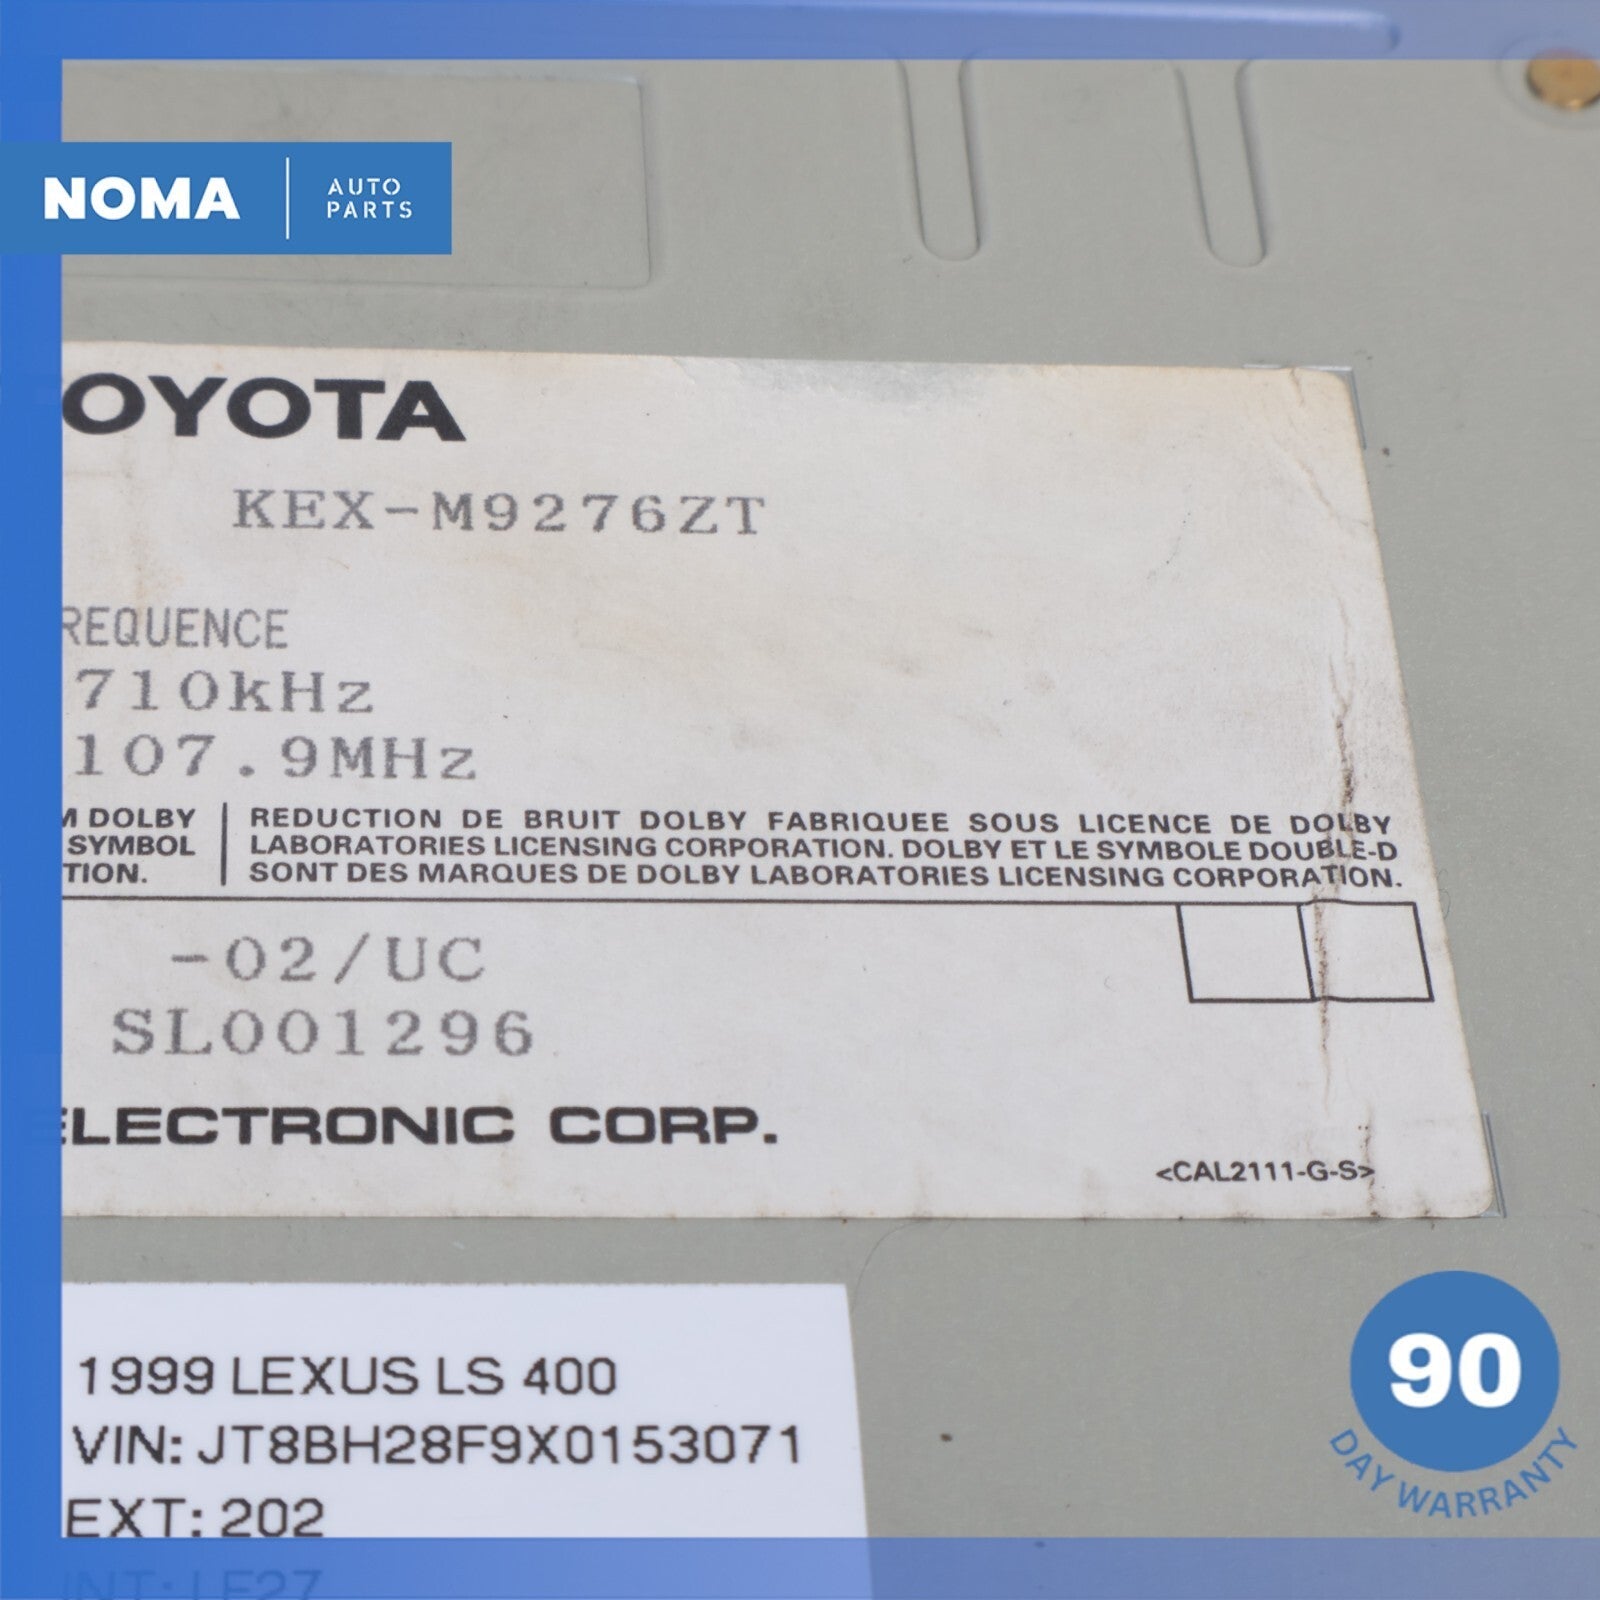 NOMA
AUTO
PARTS
OYOTA
KEX-M9276ZT
REQUENCE
710kHz
107.9MHz
M DOLBY
SYMBOL
TION.
REDUCTION DE BRUIT DOLBY FABRIQUEE SOUS LICENCE DE DOLBY
LABORATORIES LICENSING CORPORATION. DOLBY ET LE SYMBOLE DOUBLE-D
SONT DES MARQUES DE DOLBY LABORATORIES LICENSING CORPORATION.
-02/UC
SL001296
ELECTRONIC CORP.
<CAL2111-G-S>
1999 LEXUS LS 400
VIN: JT8BH28F9X0153071
EXT: 202
INT: LF27
90
DAY WARRANTY